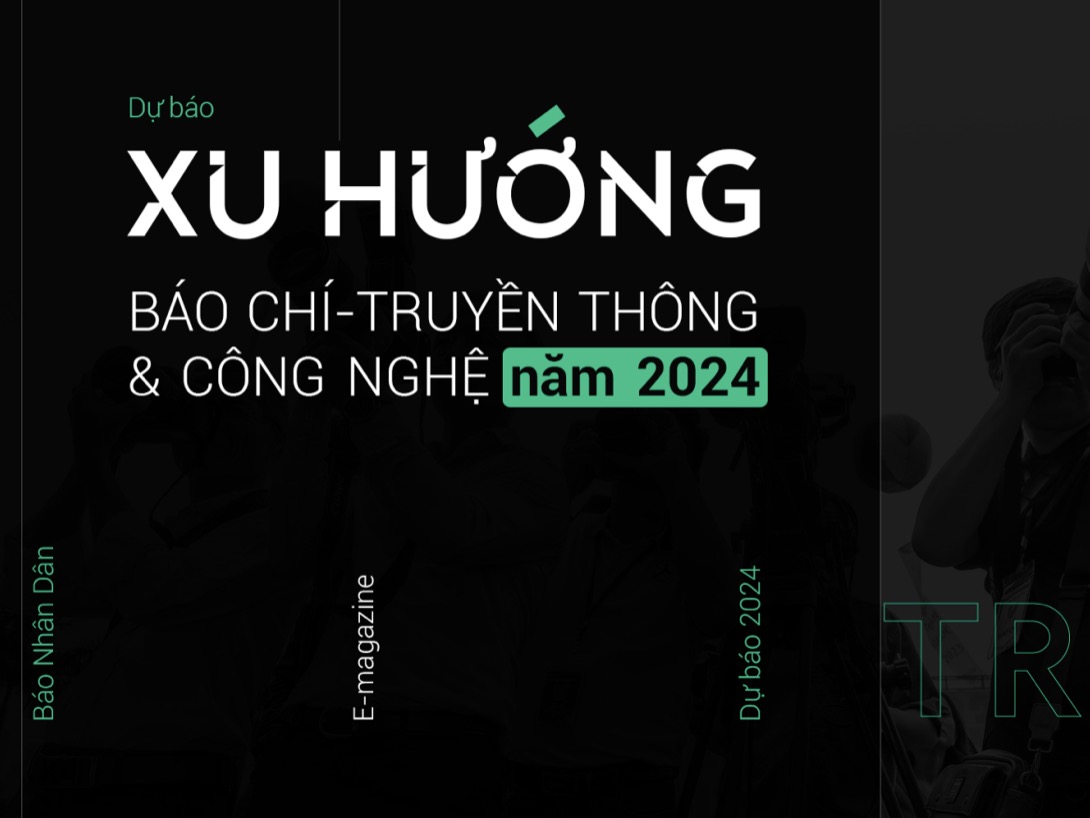 Dự báo
XU HƯỚNG
BÁO CHÍ-TRUYỀN THÔNG
& CÔNG NGHỆ năm 2024
Báo Nhân Dân
E-magazine
Dự báo 2024
TR